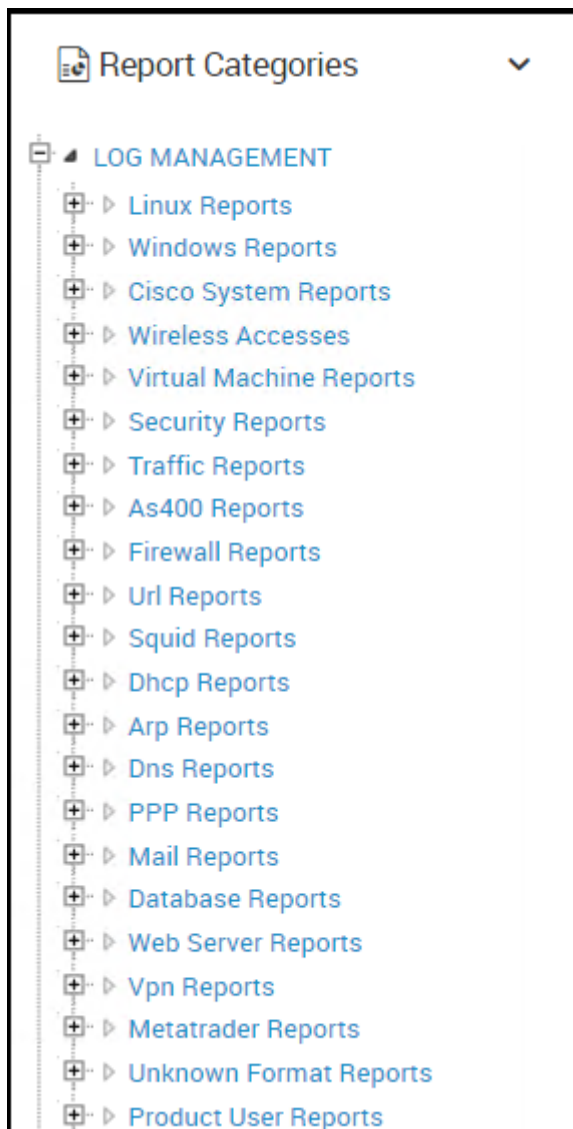 Report Categories
LOG MANAGEMENT
Linux Reports
Windows Reports
Cisco System Reports
Wireless Accesses
Virtual Machine Reports
Security Reports
Traffic Reports
As400 Reports
Firewall Reports
Url Reports
Squid Reports
Dhcp Reports
Arp Reports
Dns Reports
PPP Reports
Mail Reports
Database Reports
Web Server Reports
Vpn Reports
Metatrader Reports
Unknown Format Reports
Product User Reports